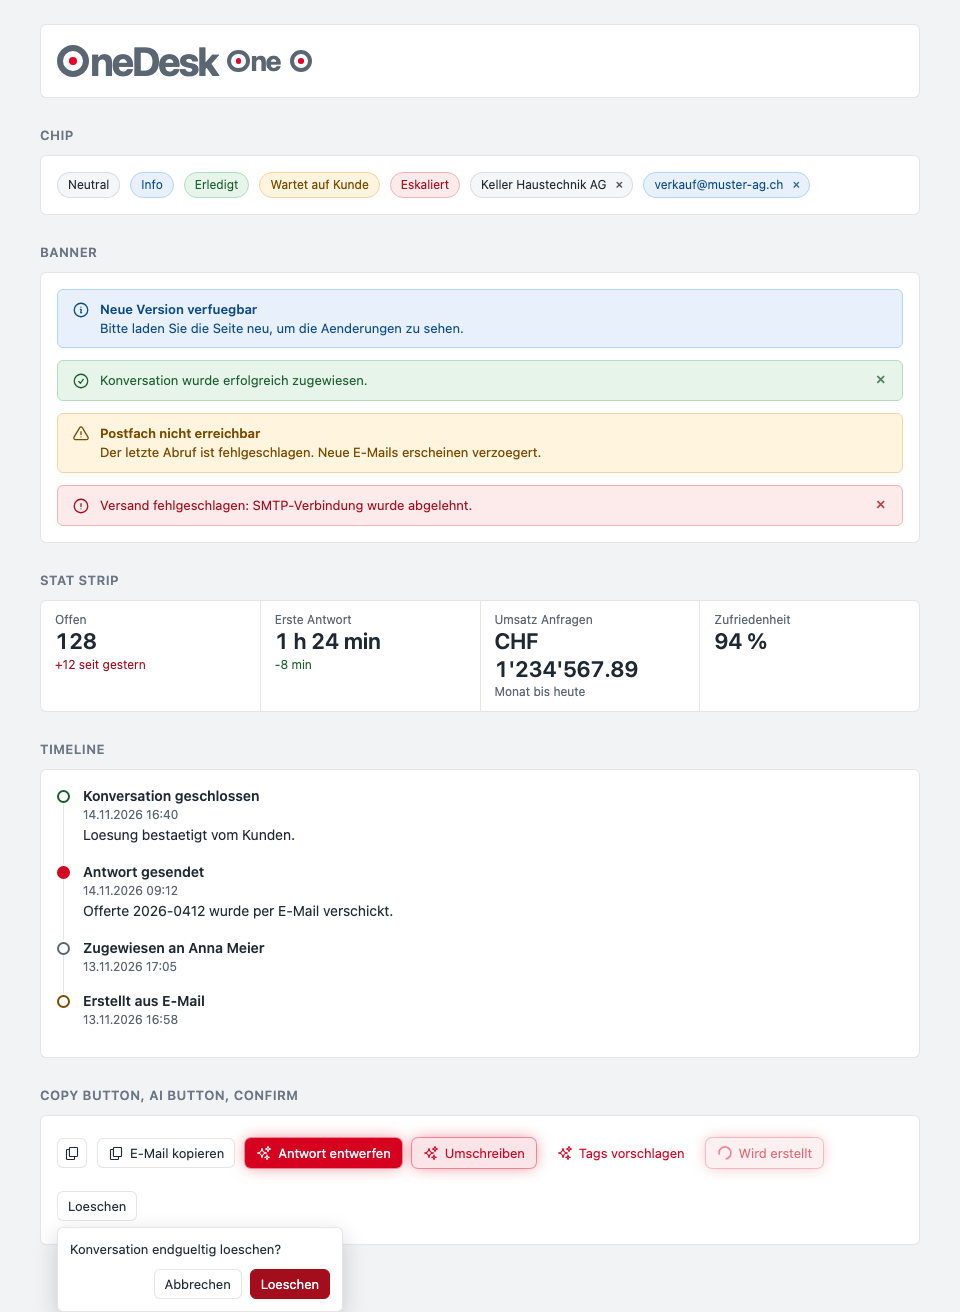 OneDesk One
CHIP
Neutral Info Erledigt Wartet auf Kunde Eskaliert Keller Haustechnik AG × verkauf@muster-ag.ch ×
BANNER
Neue Version verfuegbar
Bitte laden Sie die Seite neu, um die Aenderungen zu sehen.
Konversation wurde erfolgreich zugewiesen. ×
Postfach nicht erreichbar
Der letzte Abruf ist fehlgeschlagen. Neue E-Mails erscheinen verzoegert.
Versand fehlgeschlagen: SMTP-Verbindung wurde abgelehnt. ×
STAT STRIP
Offen
128
+12 seit gestern
Erste Antwort
1 h 24 min
-8 min
Umsatz Anfragen
CHF
1'234'567.89
Monat bis heute
Zufriedenheit
94 %
TIMELINE
Konversation geschlossen
14.11.2026 16:40
Loesung bestaetigt vom Kunden.
Antwort gesendet
14.11.2026 09:12
Offerte 2026-0412 wurde per E-Mail verschickt.
Zugewiesen an Anna Meier
13.11.2026 17:05
Erstellt aus E-Mail
13.11.2026 16:58
COPY BUTTON, AI BUTTON, CONFIRM
E-Mail kopieren Antwort entwerfen Umschreiben Tags vorschlagen Wird erstellt
Loeschen
Konversation endgueltig loeschen?
Abbrechen Loeschen